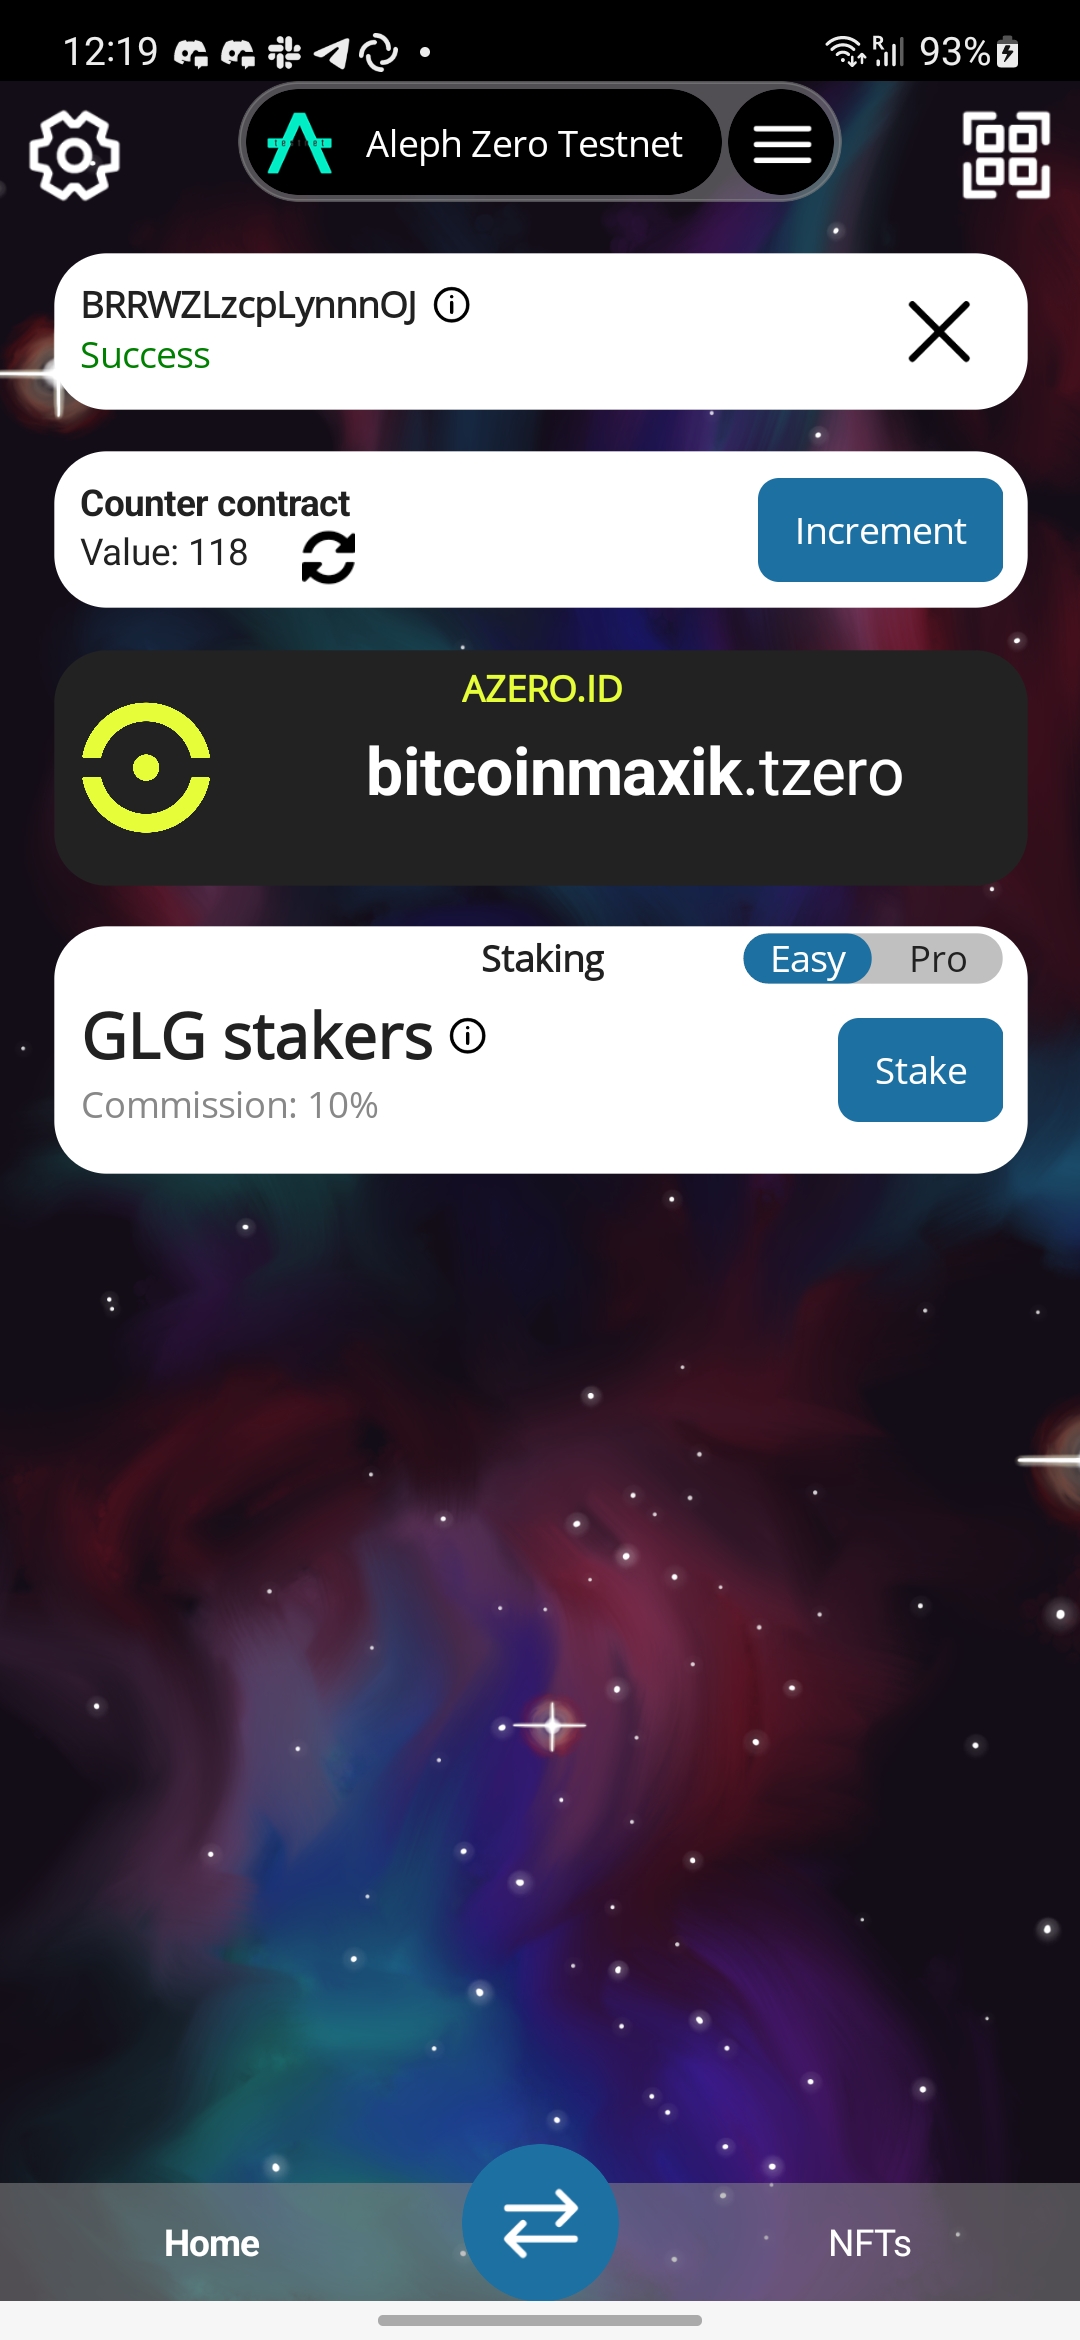 12:19
R
93%
testnet
Aleph Zero Testnet
BRRWZLzcpLynnnOJ
Success
Counter contract
Value: 118
Increment
AZERO.ID
bitcoinmaxik.tzero
Staking
Easy
Pro
GLG stakers
Commission: 10%
Stake
Home
NFTs